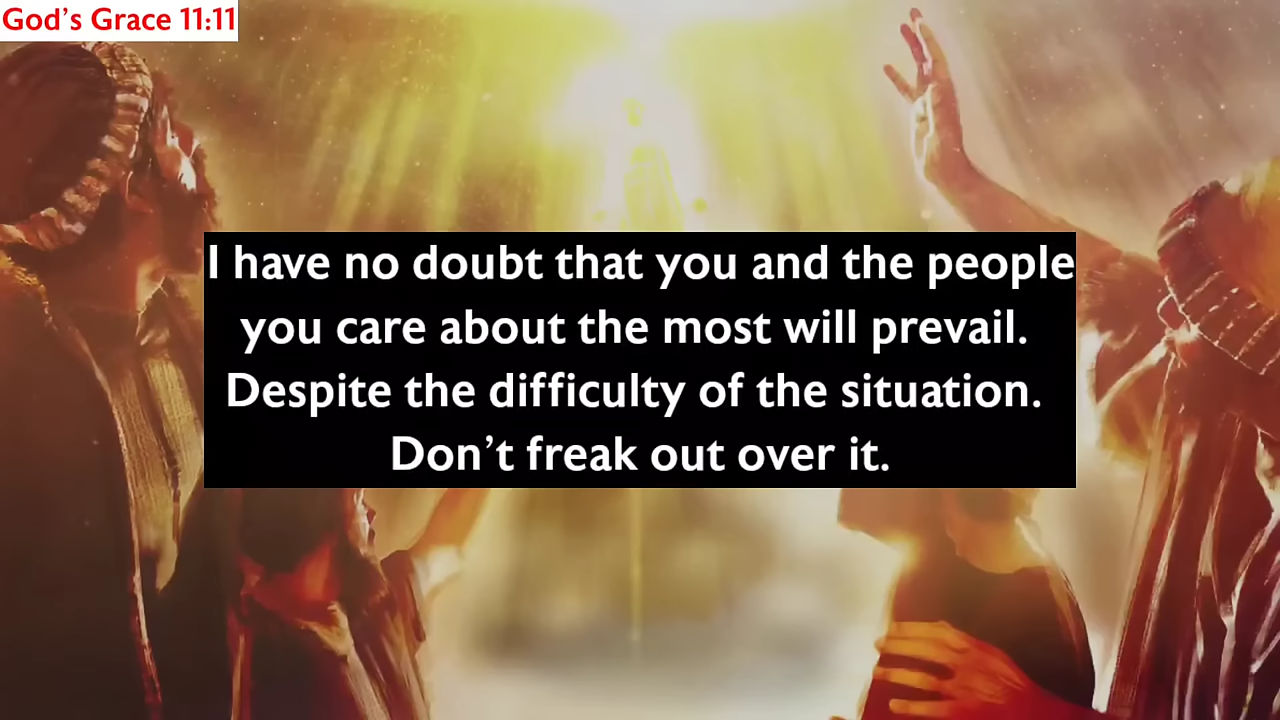 God’s Grace 11:11
I have no doubt that you and the people
you care about the most will prevail.
Despite the difficulty of the situation.
Don’t freak out over it.